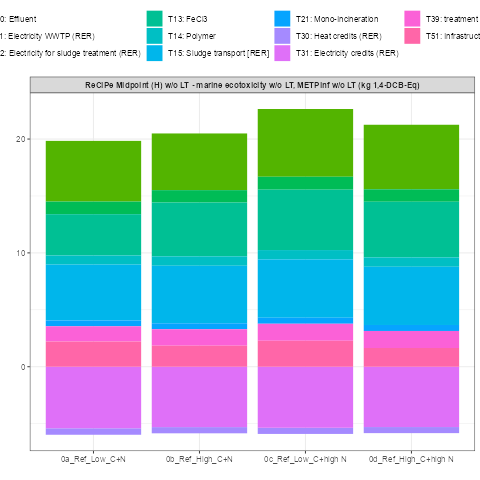 0: Effluent T13: FeCl3 T21: Mono-Incineration T39: treatment
1: Electricity WWTP (RER) T14: Polymer T30: Heat credits (RER) T51: Infrastruct
2: Electricity for sludge treatment (RER) T15: Sludge transport [RER] T31: Electricity credits (RER)
ReCiPe Midpoint (H) w/o LT - marine ecotoxicity w/o LT, METPinf w/o LT (kg 1,4-DCB-Eq)
20
10
0
0a_Ref_Low_C+N 0b_Ref_High_C+N 0c_Ref_Low_C+high N 0d_Ref_High_C+high N